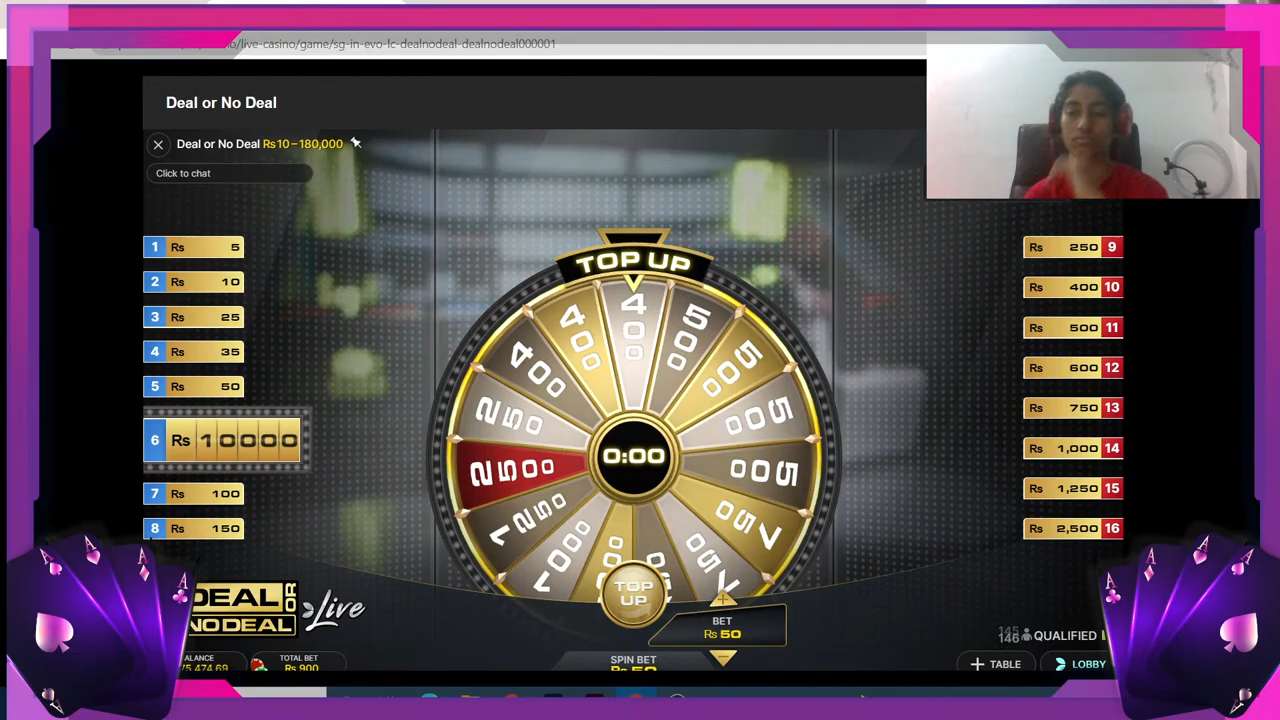 /live-casino/game/sg-in-evo-lc-dealnodeal-dealnodeal000001
Deal or No Deal
Deal or No Deal Rs10–180,000
Click to chat
1 Rs 5
2 Rs 10
3 Rs 25
4 Rs 35
5 Rs 50
6 Rs 10000
7 Rs 100
8 Rs 150
Rs 250 9
Rs 400 10
Rs 500 11
Rs 600 12
Rs 750 13
Rs 1,000 14
Rs 1,250 15
Rs 2,500 16
TOP UP
400
500
500
500
500
750
750
1000
1250
2500
250
400
400
0:00
TOP UP
BET
Rs 50
SPIN BET
Rs 50
DEAL OR NO DEAL Live
TOTAL BET
Rs 900
146 QUALIFIED
TABLE
LOBBY
A
A
A
A
A
A
A
A